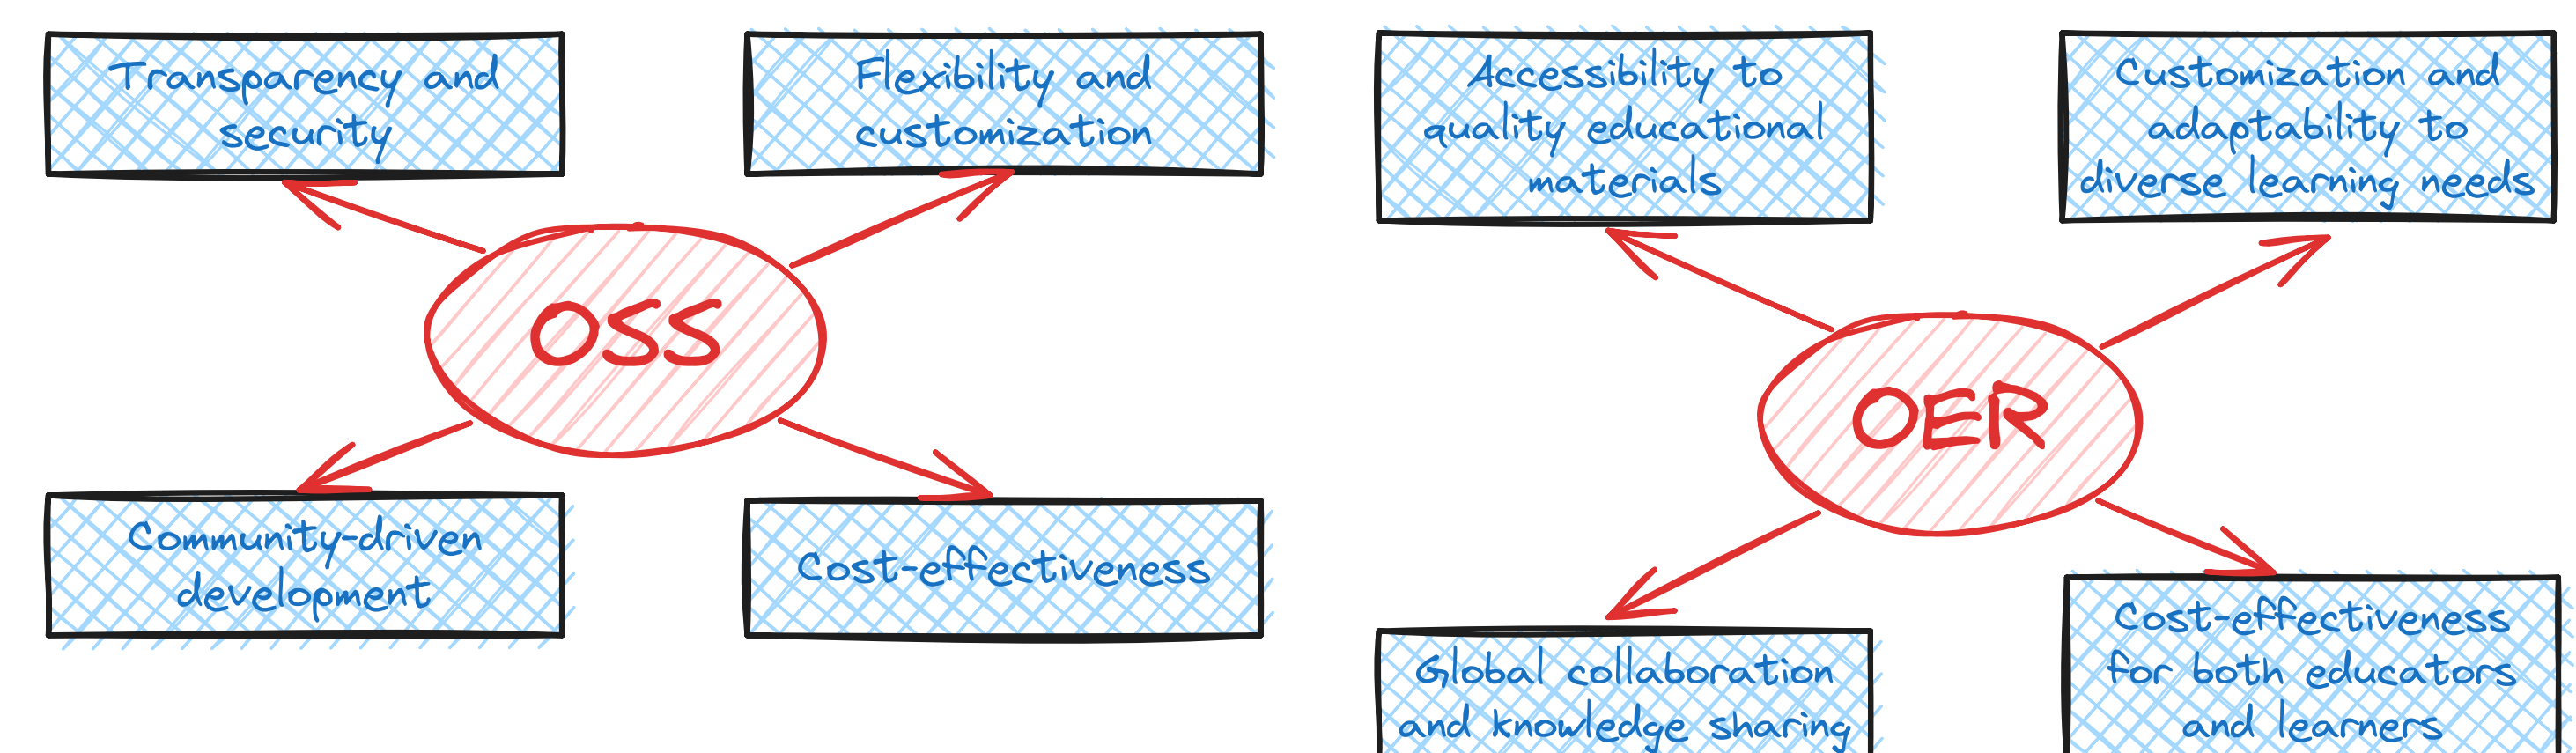 Transparency and
security
Flexibility and
customization
OSS
Community-driven
development
Cost-effectiveness
Accessibility to
quality educational
materials
Customization and
adaptability to
diverse learning needs
OER
Global collaboration
and knowledge sharing
Cost-effectiveness
for both educators
and learners